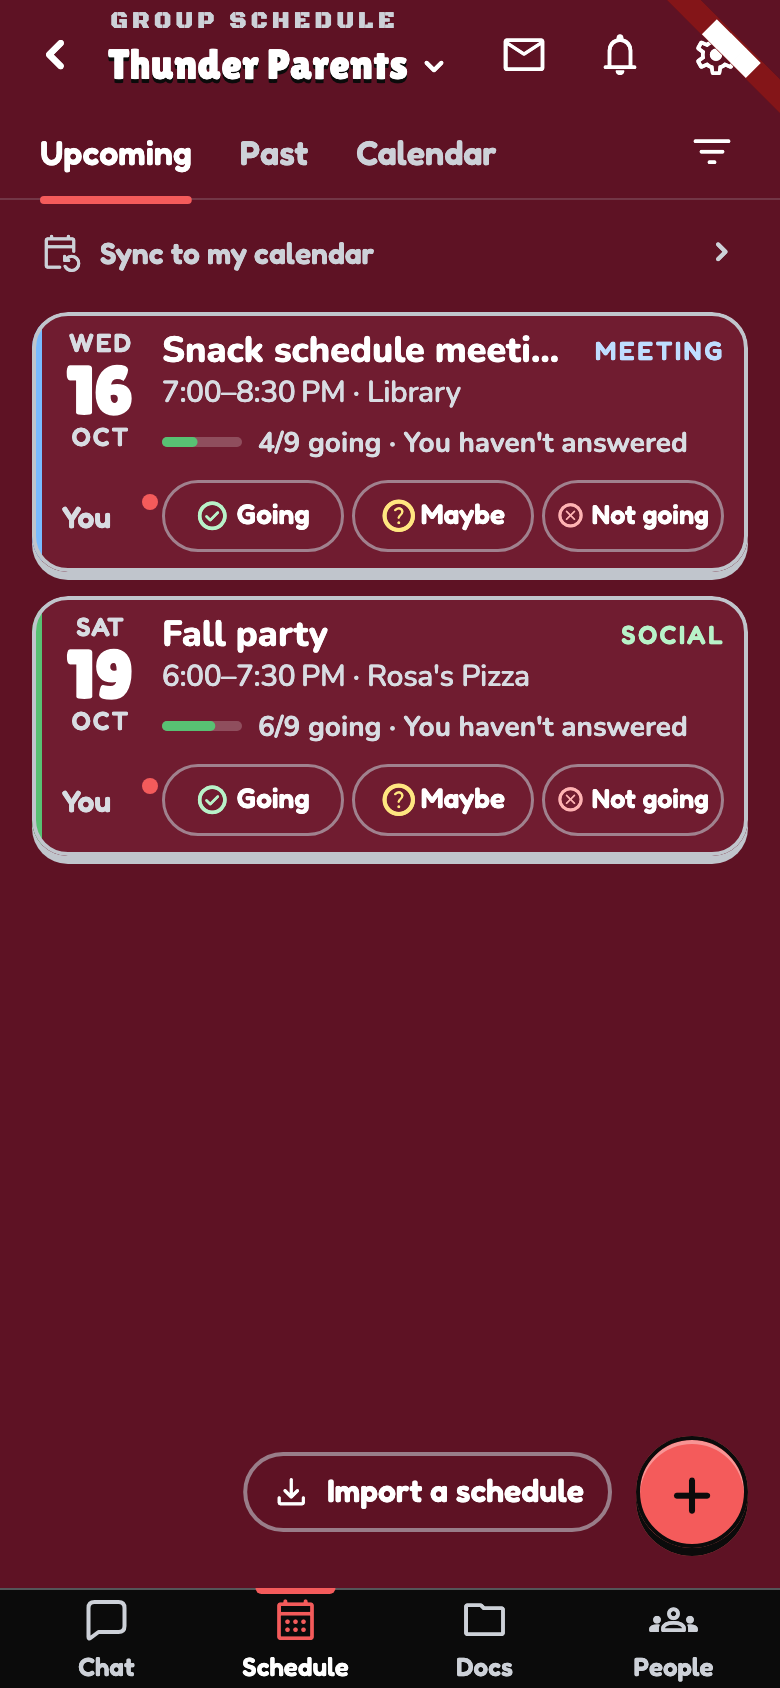 GROUP SCHEDULE
Thunder Parents
Upcoming Past Calendar
Sync to my calendar
WED
16
OCT
Snack schedule meeti...
MEETING
7:00–8:30 PM · Library
4/9 going · You haven't answered
You
Going
Maybe
Not going
SAT
19
OCT
Fall party
SOCIAL
6:00–7:30 PM · Rosa's Pizza
6/9 going · You haven't answered
You
Going
Maybe
Not going
Import a schedule
Chat
Schedule
Docs
People